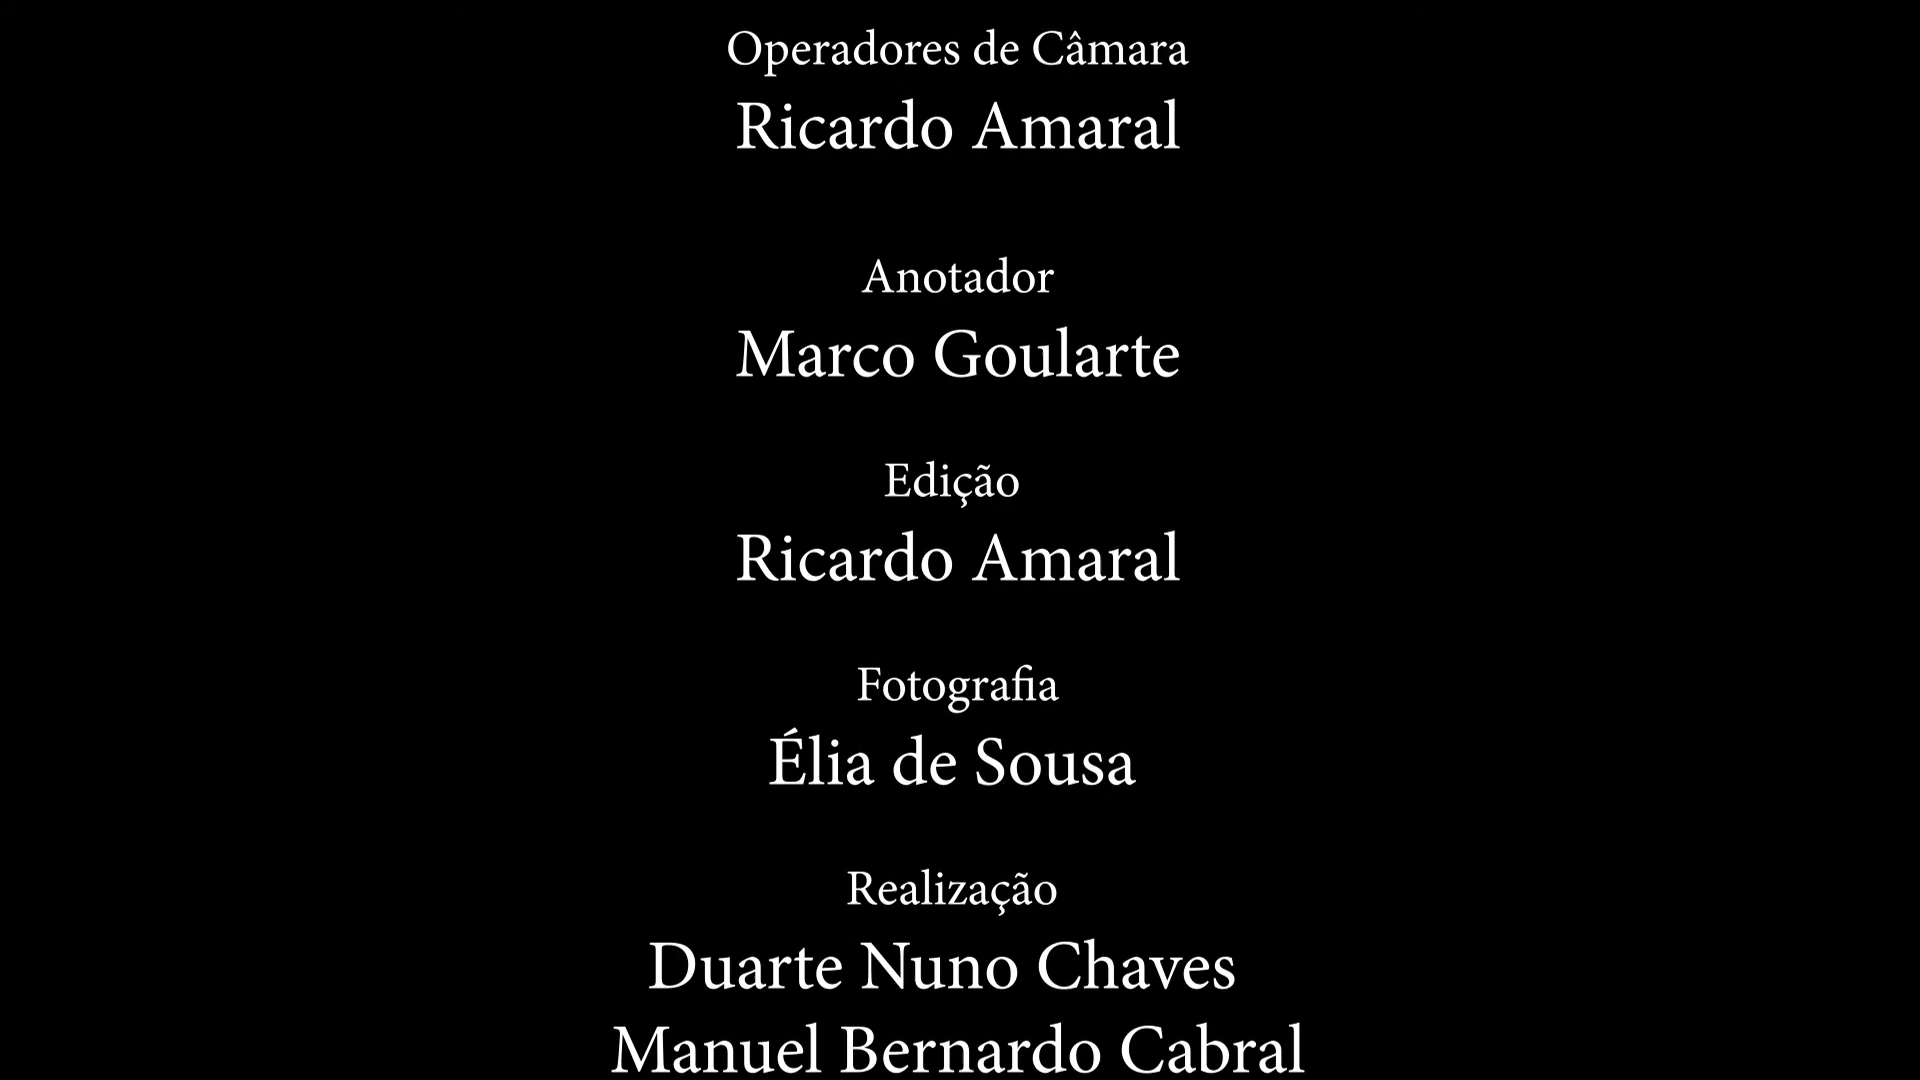 Operadores de Câmara
Ricardo Amaral
Anotador
Marco Goularte
Edição
Ricardo Amaral
Fotografia
Élia de Sousa
Realização
Duarte Nuno Chaves
Manuel Bernardo Cabral